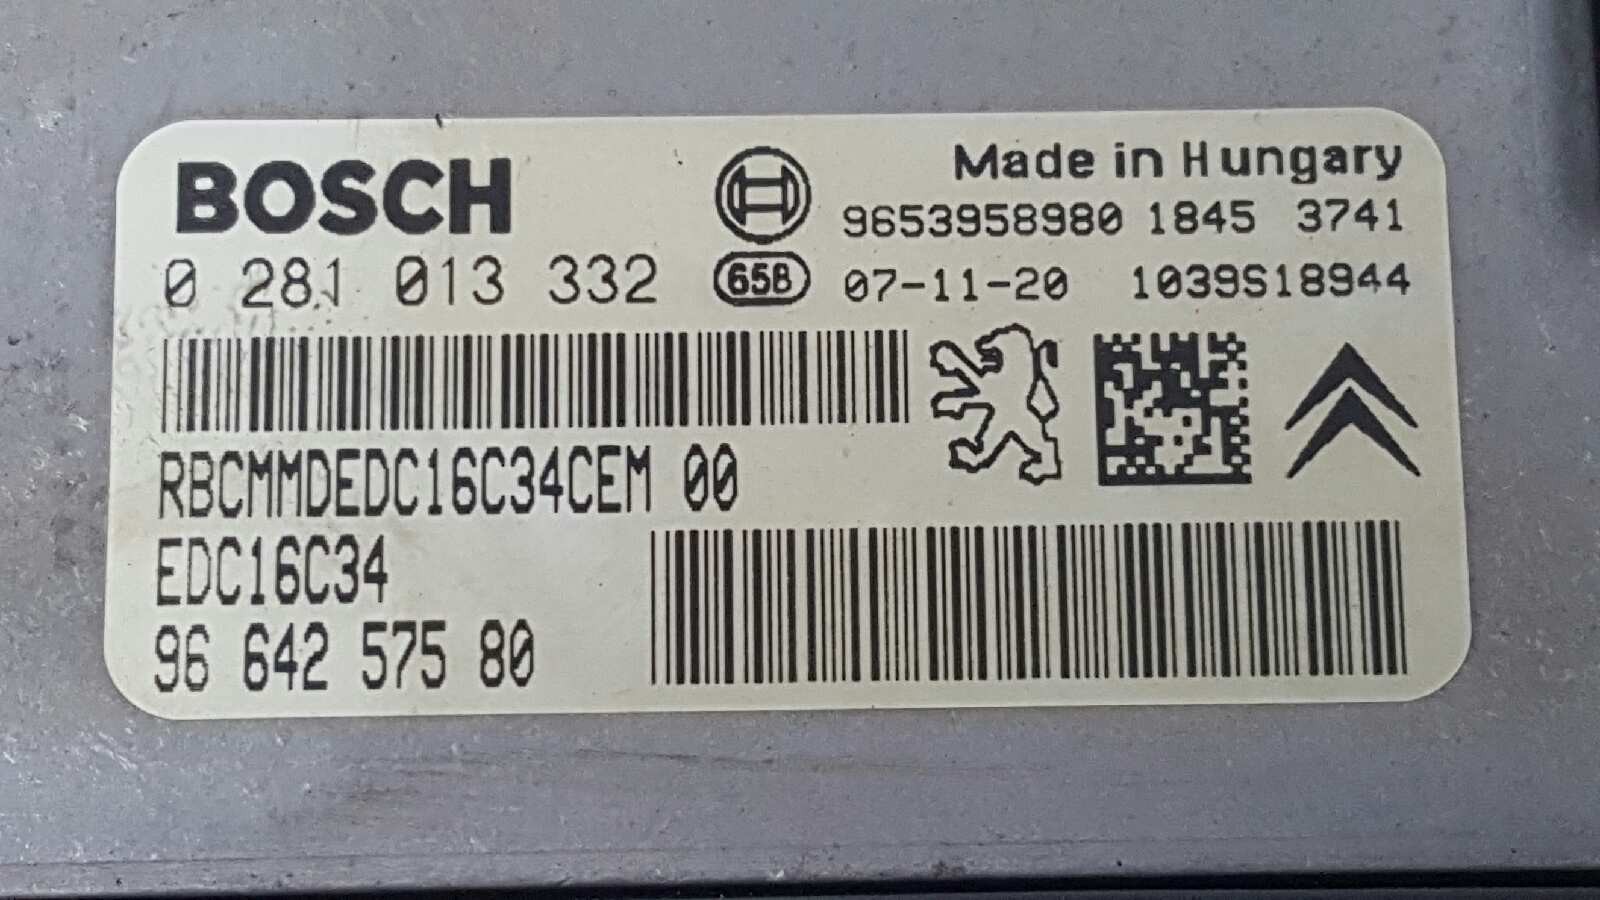 BOSCH
Made in Hungary
9653958980 1845 3741
0 281 013 332 65B 07-11-20 1039S18944
RBCMMDEDC16C34CEM 00
EDC16C34
96 642 575 80